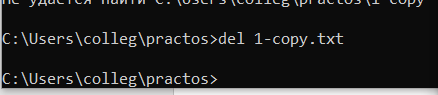 Не удается найти C:\Users\colleg\practos\1-copy
C:\Users\colleg\practos>del 1-copy.txt
C:\Users\colleg\practos>